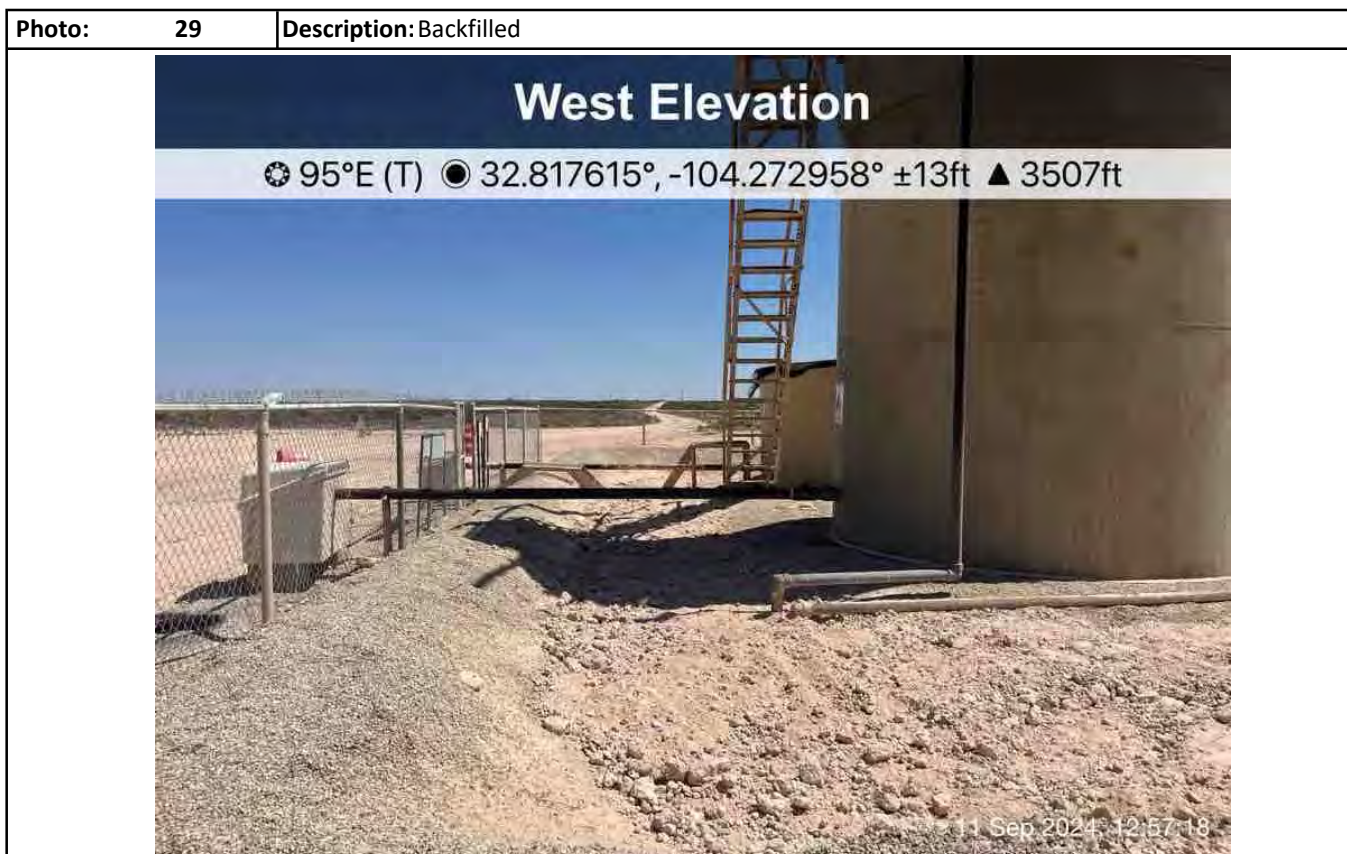 Photo: 29 Description: Backfilled
West Elevation
95°E (T) 32.817615°, -104.272958° ±13ft ▲ 3507ft
11 Sep 2024, 12:57:18